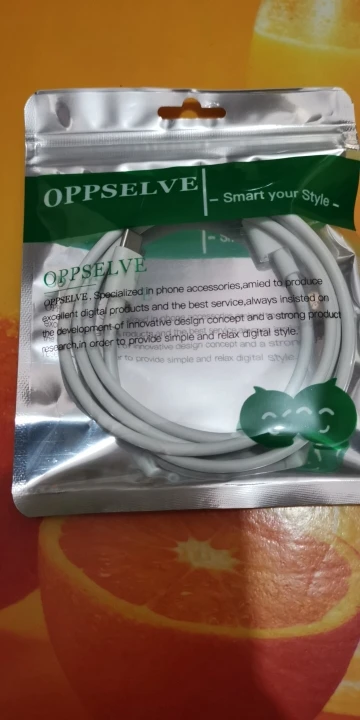 OPPSELVE
– Smart your Style –
OPPSELVE
OPPSELVE . Specialized in phone accessories,amied to produce
excellent digital products and the best service,always insisted on
the development of innovative design concept and a strong product
research,in order to provide simple and relax digital style.